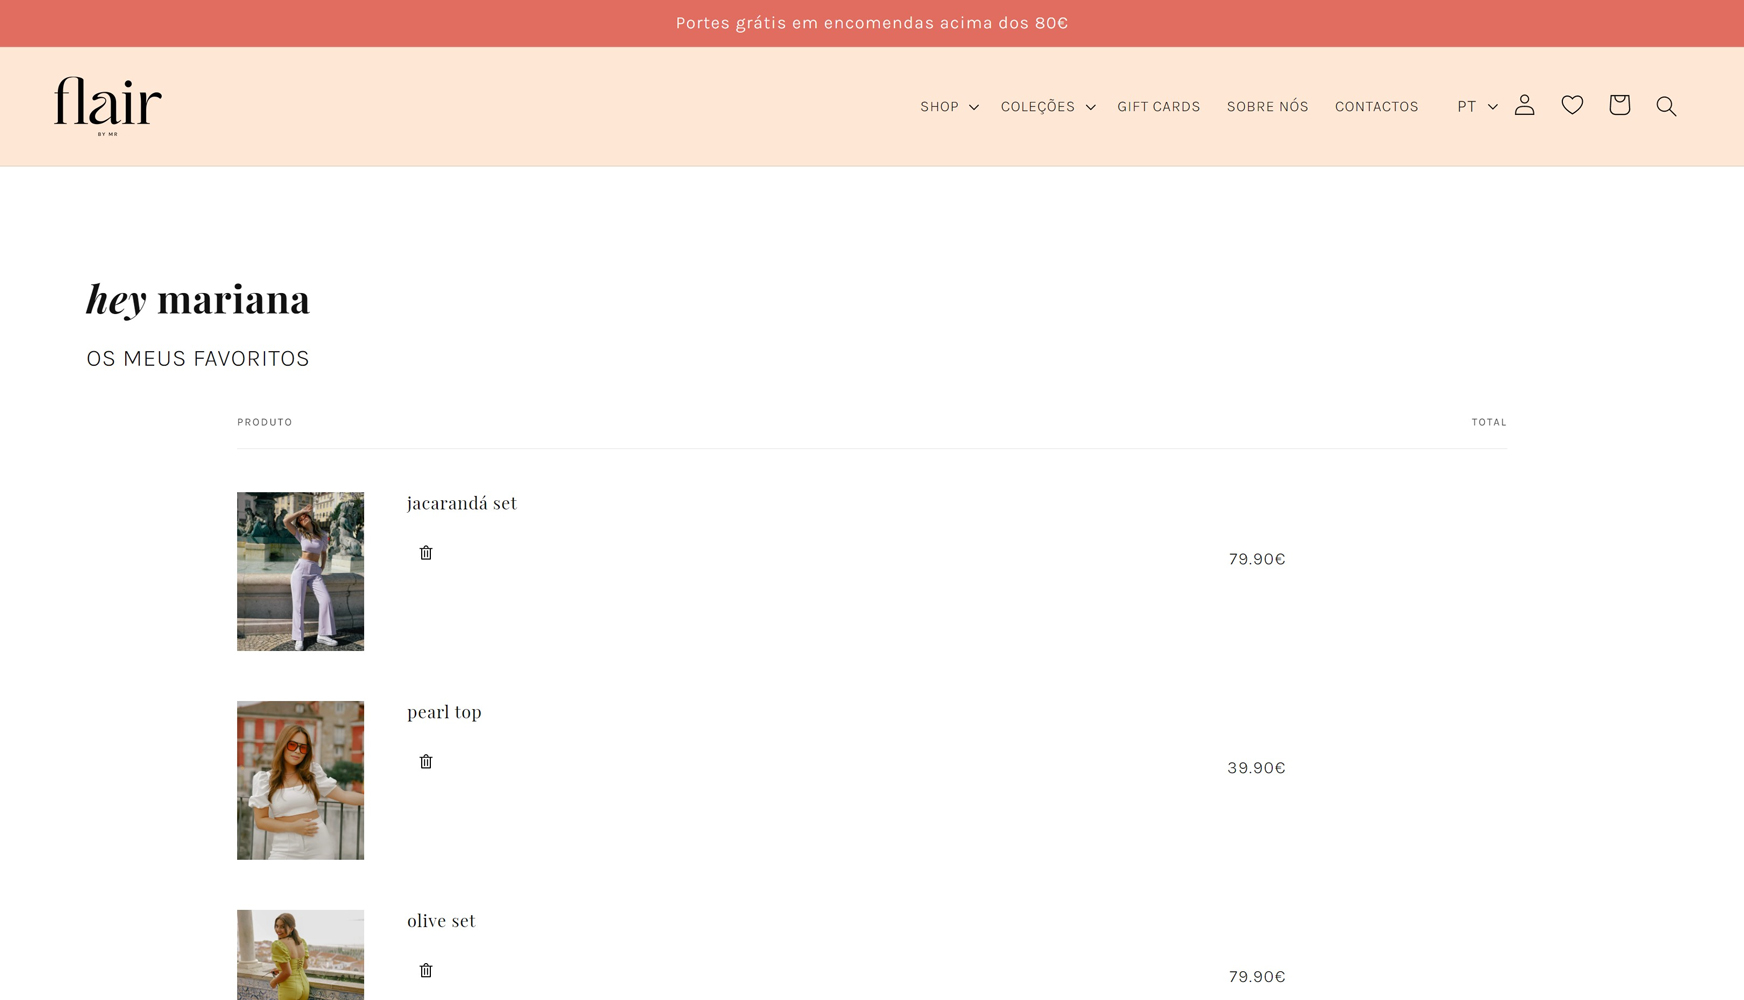 Portes grátis em encomendas acima dos 80€
flair
BY MR
SHOP COLEÇÕES GIFT CARDS SOBRE NÓS CONTACTOS PT
hey mariana
OS MEUS FAVORITOS
PRODUTO TOTAL
jacarandá set
79.90€
pearl top
39.90€
olive set
79.90€